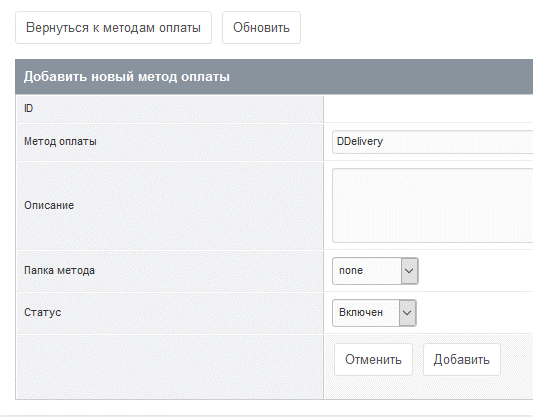 Вернуться к методам оплаты Обновить
Добавить новый метод оплаты
ID
Метод оплаты DDelivery
Описание
Папка метода none
Статус Включен
Отменить Добавить